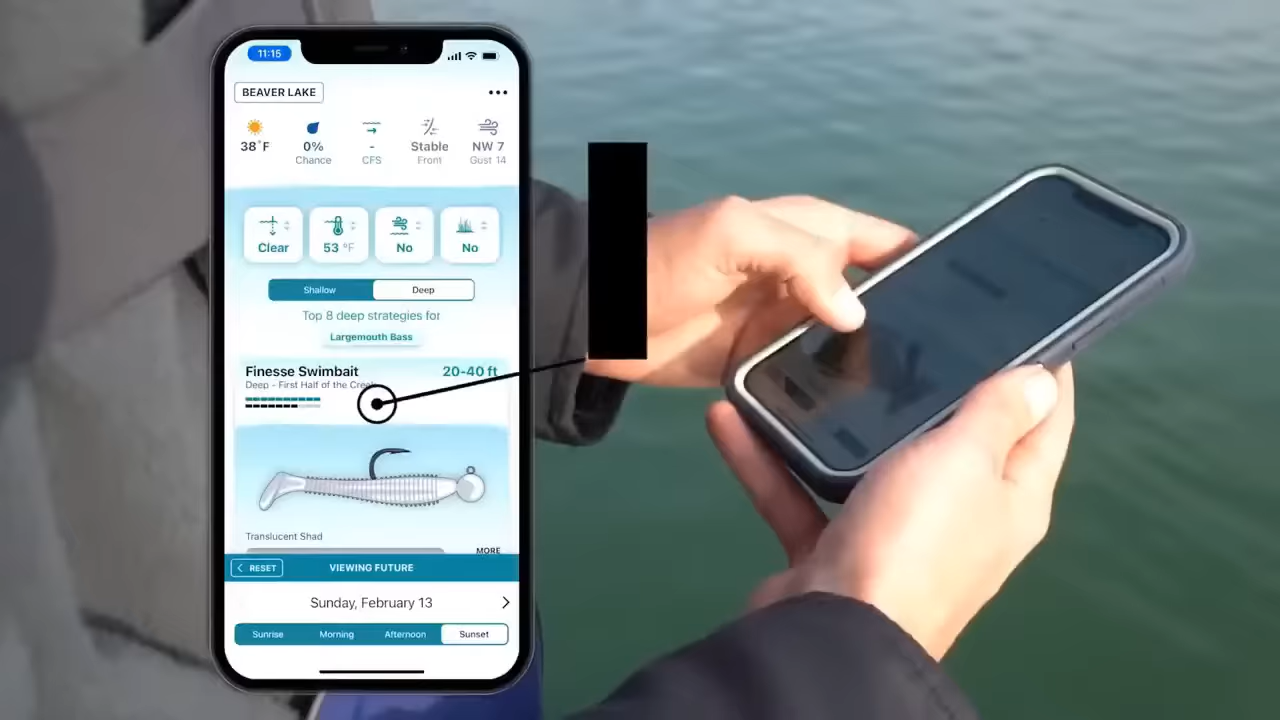 11:15
BEAVER LAKE
38°F
0%
Chance
-
CFS
Stable
Front
NW 7
Gust 14
Clear
53 °F
No
No
Shallow
Deep
Top 8 deep strategies for
Largemouth Bass
Finesse Swimbait
20-40 ft
Deep - First Half of the Creek
Translucent Shad
MORE
RESET
VIEWING FUTURE
Sunday, February 13
Sunrise
Morning
Afternoon
Sunset